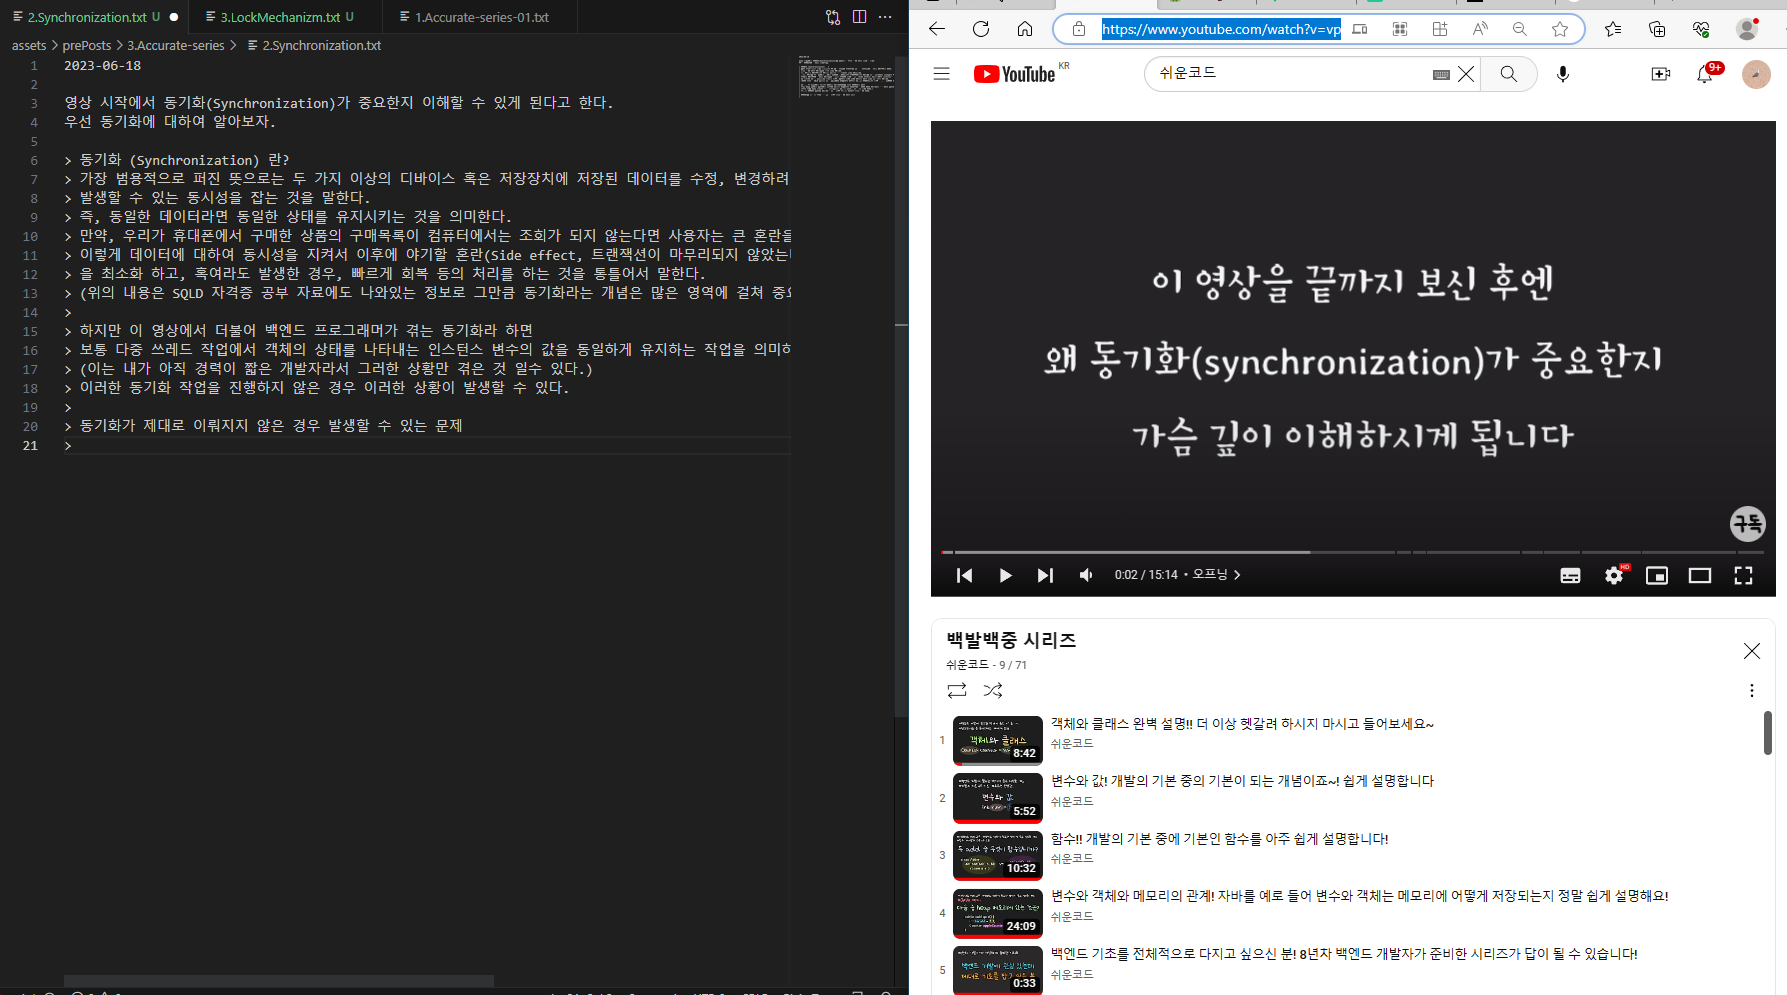 2.Synchronization.txt U
3.LockMechanizm.txt U
1.Accurate-series-01.txt
assets > prePosts > 3.Accurate-series > 2.Synchronization.txt
1 2023-06-18
2
3 영상 시작에서 동기화(Synchronization)가 중요한지 이해할 수 있게 된다고 한다.
4 우선 동기화에 대하여 알아보자.
5
6 > 동기화 (Synchronization) 란?
7 > 가장 범용적으로 퍼진 뜻으로는 두 가지 이상의 디바이스 혹은 저장장치에 저장된 데이터를 수정, 변경하려
8 > 발생할 수 있는 동시성을 잡는 것을 말한다.
9 > 즉, 동일한 데이터라면 동일한 상태를 유지시키는 것을 의미한다.
10 > 만약, 우리가 휴대폰에서 구매한 상품의 구매목록이 컴퓨터에서는 조회가 되지 않는다면 사용자는 큰 혼란을
11 > 이렇게 데이터에 대하여 동시성을 지켜서 이후에 야기할 혼란(Side effect, 트랜잭션이 마무리되지 않았는
12 > 을 최소화 하고, 혹여라도 발생한 경우, 빠르게 회복 등의 처리를 하는 것을 통틀어서 말한다.
13 > (위의 내용은 SQLD 자격증 공부 자료에도 나와있는 정보로 그만큼 동기화라는 개념은 많은 영역에 걸쳐
14 >
15 > 하지만 이 영상에서 더불어 백엔드 프로그래머가 겪는 동기화라 하면
16 > 보통 다중 쓰레드 작업에서 객체의 상태를 나타내는 인스턴스 변수의 값을 동일하게 유지하는 작업을
17 > (이는 내가 아직 경력이 짧은 개발자라서 그러한 상황만 겪은 것 일수 있다.)
18 > 이러한 동기화 작업을 진행하지 않은 경우 이러한 상황이 발생할 수 있다.
19 >
20 > 동기화가 제대로 이뤄지지 않은 경우 발생할 수 있는 문제
21 >
https://www.youtube.com/watch?v=vp
YouTube KR
쉬운코드
9+
이 영상을 끝까지 보신 후엔
왜 동기화(synchronization)가 중요한지
가슴 깊이 이해하시게 됩니다
구독
0:02 / 15:14 • 오프닝 >
HD
백발백중 시리즈
쉬운코드 - 9 / 71
1
객체와 클래스
8:42
객체와 클래스 완벽 설명!! 더 이상 헷갈려 하시지 마시고 들어보세요~
쉬운코드
2
변수와 값
5:52
변수와 값! 개발의 기본 중의 기본이 되는 개념이죠~! 쉽게 설명합니다
쉬운코드
3
10:32
함수!! 개발의 기본 중에 기본인 함수를 아주 쉽게 설명합니다!
쉬운코드
4
24:09
변수와 객체와 메모리의 관계! 자바를 예로 들어 변수와 객체는 메모리에 어떻게 저장되는지 정말 쉽게 설명해요!
쉬운코드
5
0:33
백엔드 기초를 전체적으로 다지고 싶으신 분! 8년차 백엔드 개발자가 준비한 시리즈가 답이 될 수 있습니다!
쉬운코드